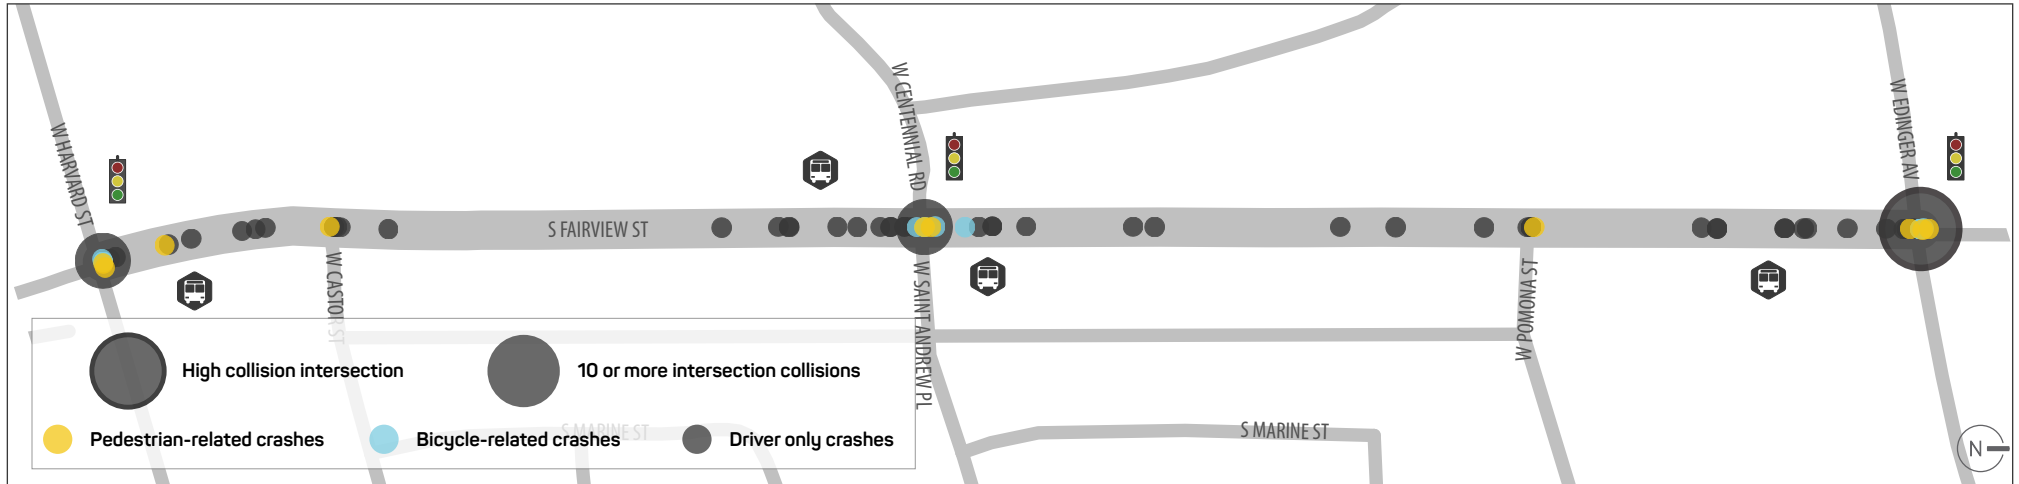 W HARVARD ST
W CENTENNIAL RD
W EDINGER AV
S FAIRVIEW ST
W CASTOR ST
W SAINT ANDREW PL
W POMONA ST
High collision intersection
10 or more intersection collisions
S MARINE ST
S MARINE ST
Pedestrian-related crashes
Bicycle-related crashes
Driver only crashes
N